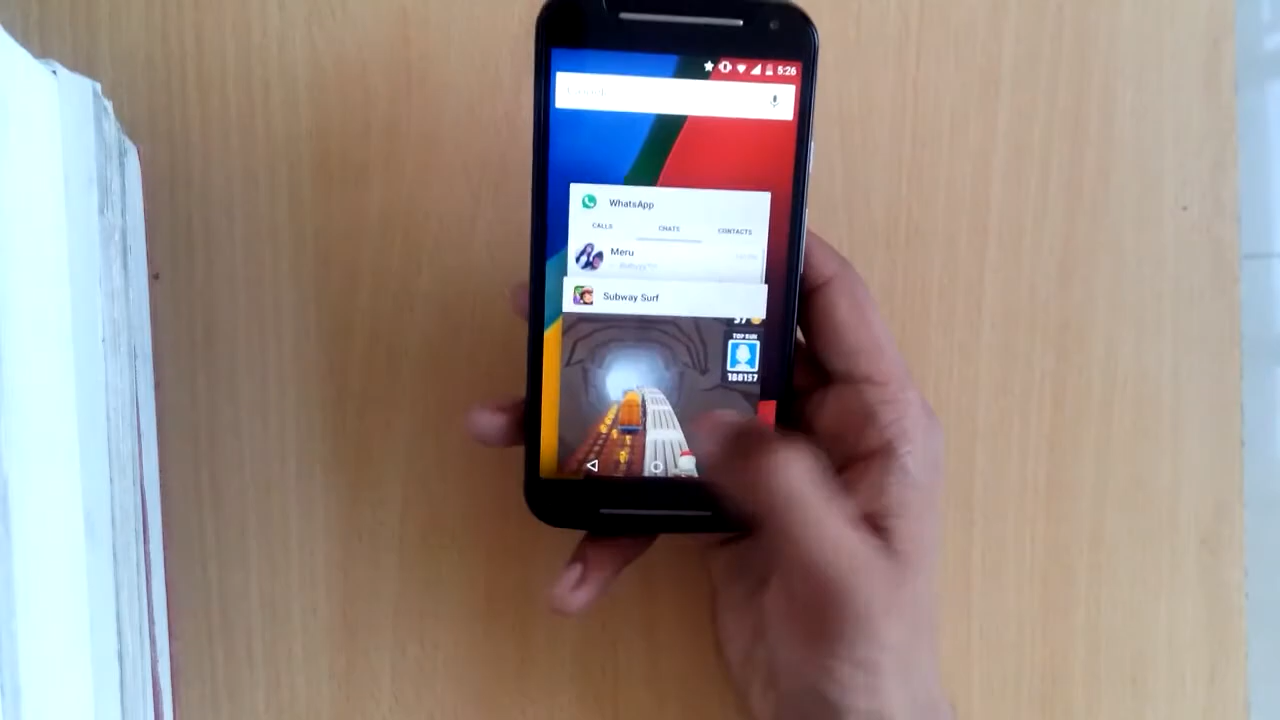 5:26
WhatsApp
CALLS CHATS CONTACTS
Meru
Subway Surf
TOP RUN
188157